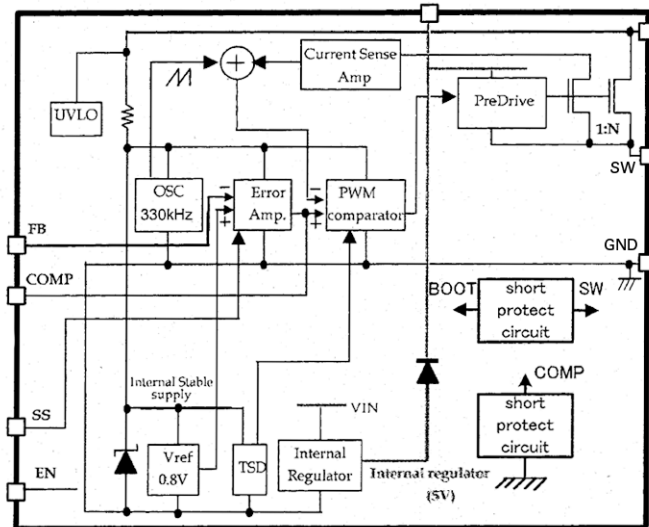 Current Sense
Amp
UVLO
PreDrive
1:N
SW
OSC
330kHz
Error
Amp.
PWM
comparator
−
+
−
+
+
FB
GND
COMP
BOOT
SW
short
protect
circuit
COMP
Internal Stable
supply
VIN
short
protect
circuit
SS
Vref
0.8V
TSD
Internal
Regulator
Internal regulator
(5V)
EN